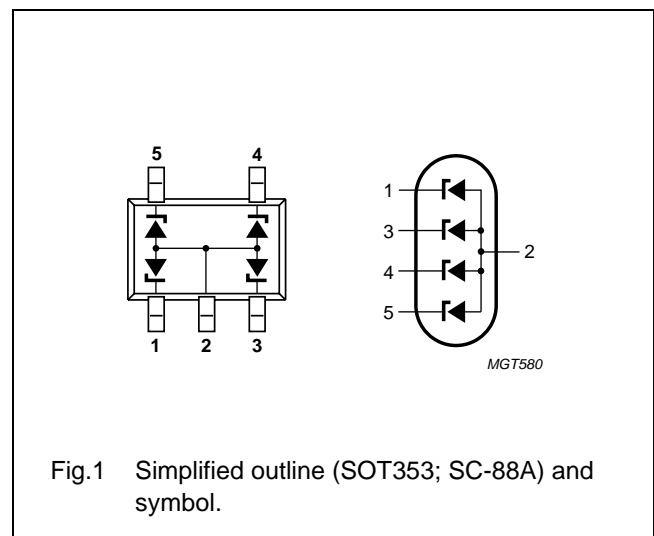 5 4
1 2 3
1
3
2
4
5
MGT580
Fig.1 Simplified outline (SOT353; SC-88A) and
symbol.